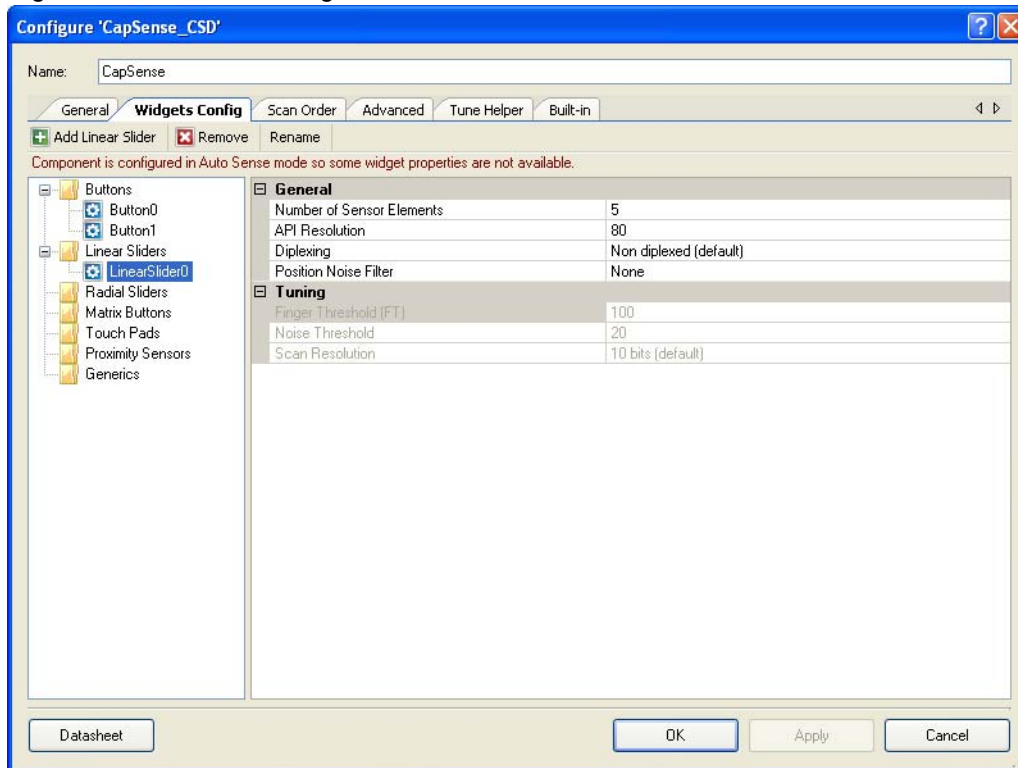 Configure 'CapSense_CSD'
Name: CapSense
General Widgets Config Scan Order Advanced Tune Helper Built-in
Add Linear Slider Remove Rename
Component is configured in Auto Sense mode so some widget properties are not available.
Buttons
Button0
Button1
Linear Sliders
LinearSlider0
Radial Sliders
Matrix Buttons
Touch Pads
Proximity Sensors
Generics
General
Number of Sensor Elements 5
API Resolution 80
Diplexing Non diplexed (default)
Position Noise Filter None
Tuning
Finger Threshold (FT) 100
Noise Threshold 20
Scan Resolution 10 bits (default)
Datasheet OK Apply Cancel